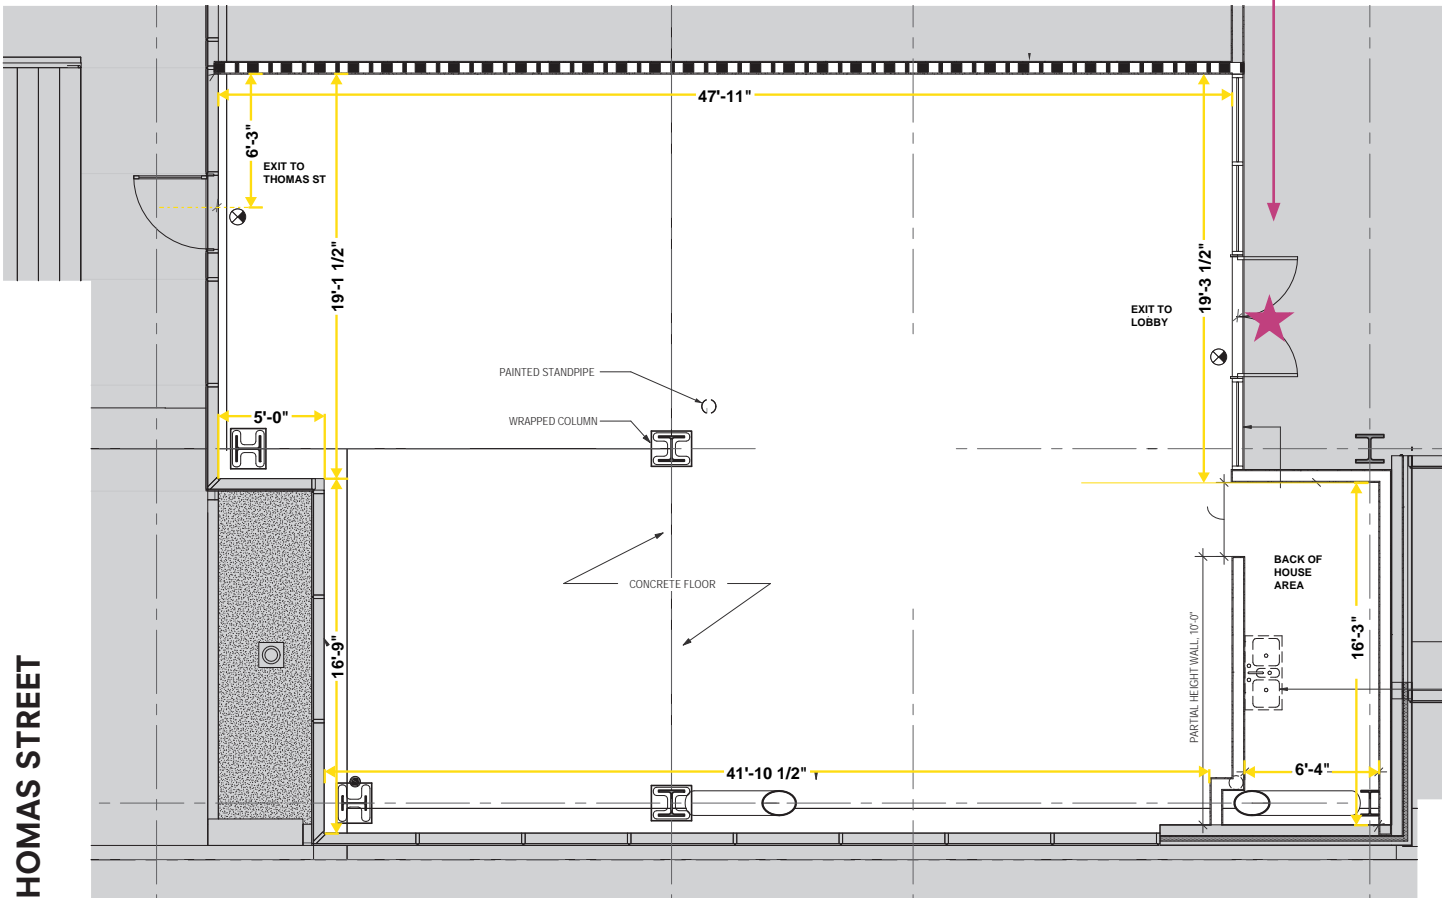 47'-11"
6'-3"
EXIT TO
THOMAS ST
19'-1 1/2"
19'-3 1/2"
EXIT TO
LOBBY
PAINTED STANDPIPE
5'-0"
WRAPPED COLUMN
CONCRETE FLOOR
BACK OF
HOUSE
AREA
16'-9"
PARTIAL HEIGHT WALL, 10'-0"
16'-3"
41'-10 1/2"
6'-4"
HOMAS STREET